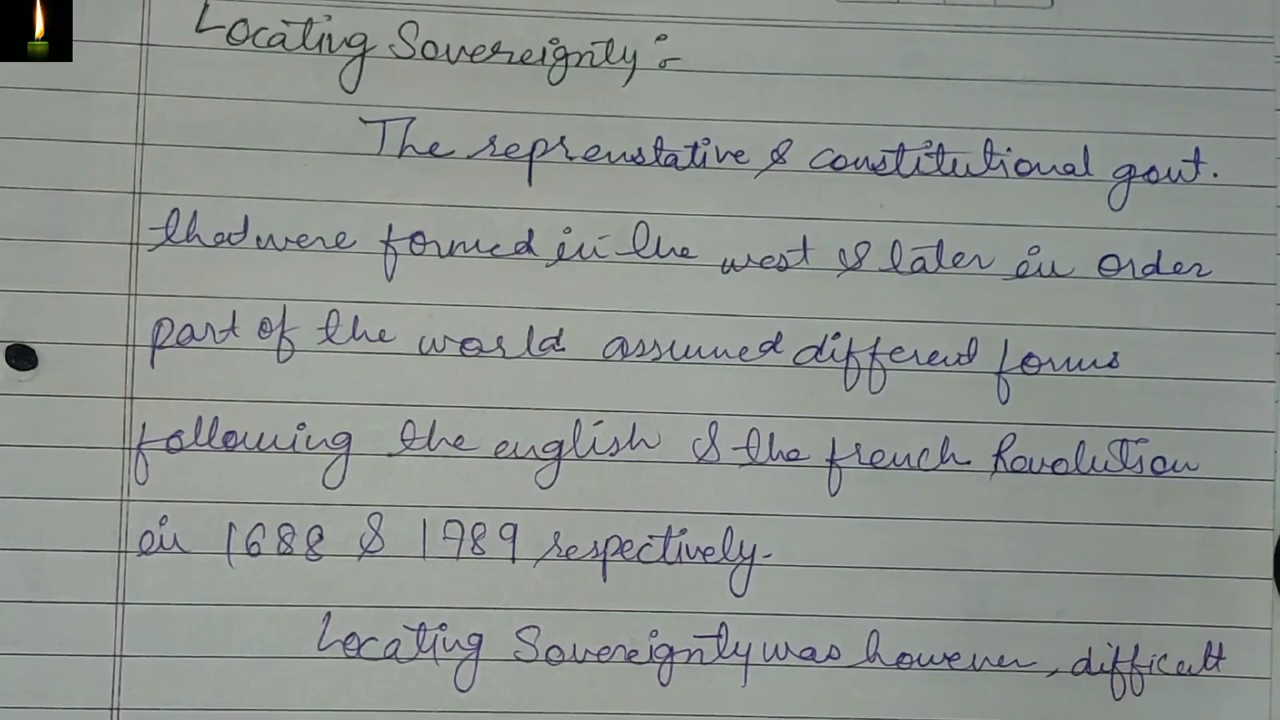 Locating Sovereignty :-
The reprenstative & constitutional govt.
that were formed in the west & later in order
part of the world assumed different forms
following the english & the french Revolution
in 1688 & 1789 respectively.
Locating Sovereignty was however, difficult